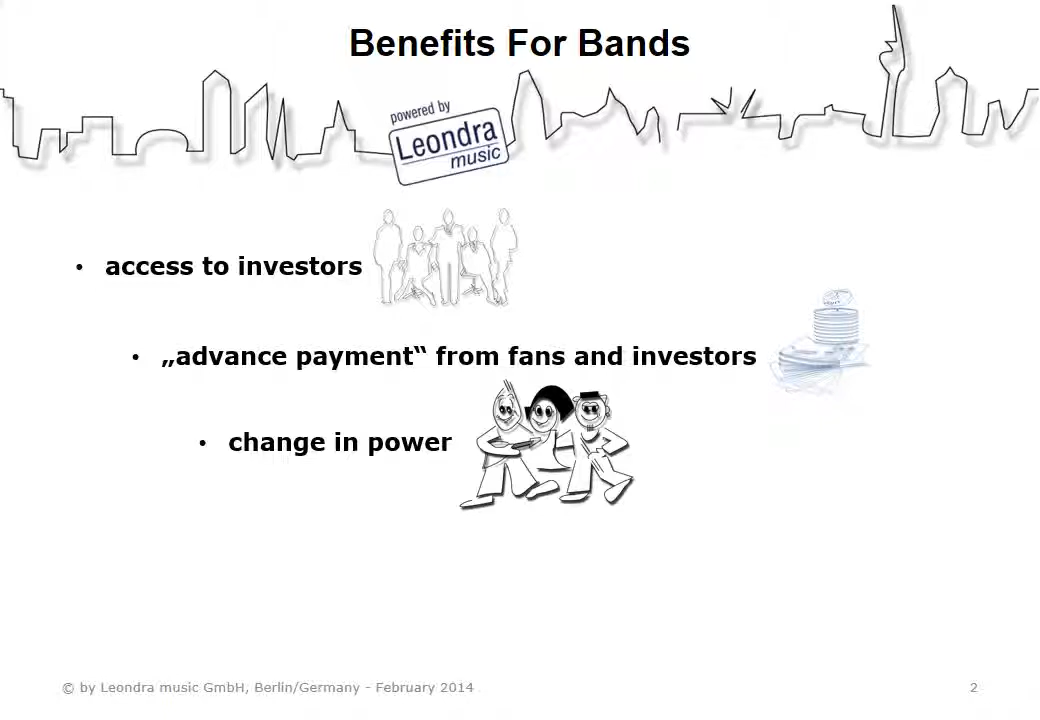 Benefits For Bands
powered by
Leondra
music
• access to investors
• „advance payment“ from fans and investors
• change in power
© by Leondra music GmbH, Berlin/Germany - February 2014
2